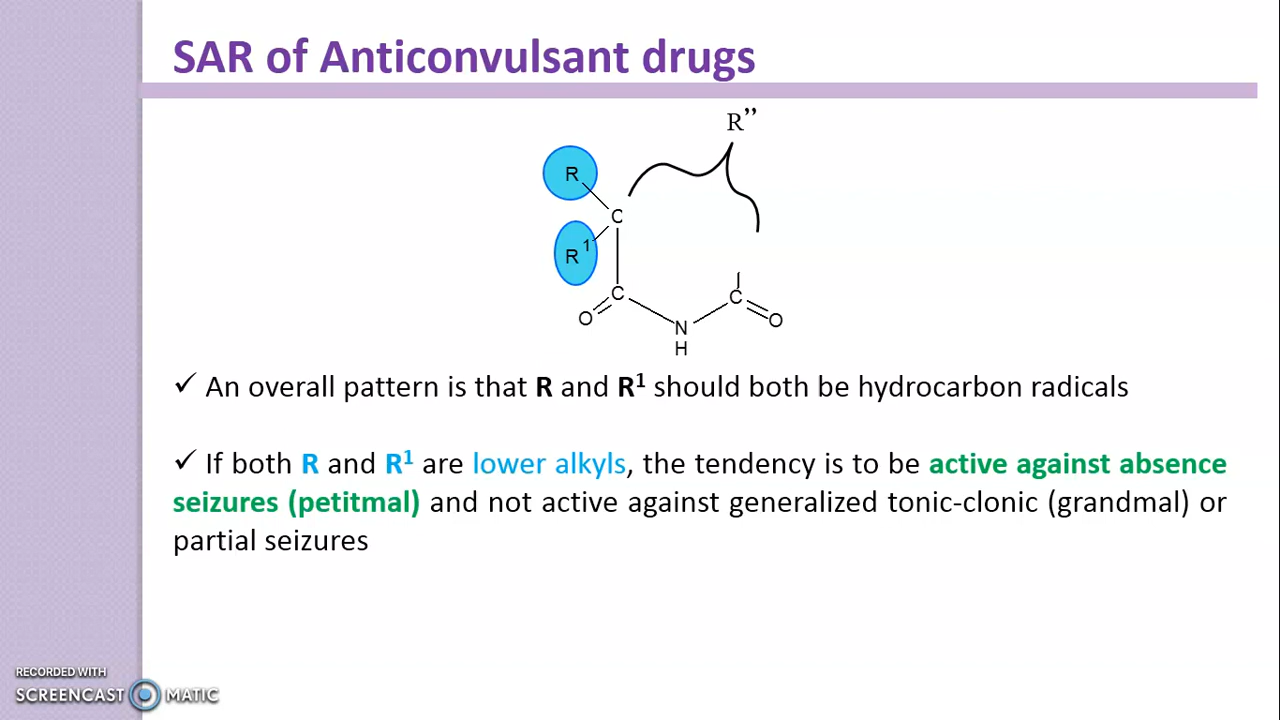 SAR of Anticonvulsant drugs
R”
R
C
R¹
C
C
O
O
N
H
✓ An overall pattern is that R and R¹ should both be hydrocarbon radicals
✓ If both R and R¹ are lower alkyls, the tendency is to be active against absence
seizures (petitmal) and not active against generalized tonic-clonic (grandmal) or
partial seizures
RECORDED WITH
SCREENCAST MATIC